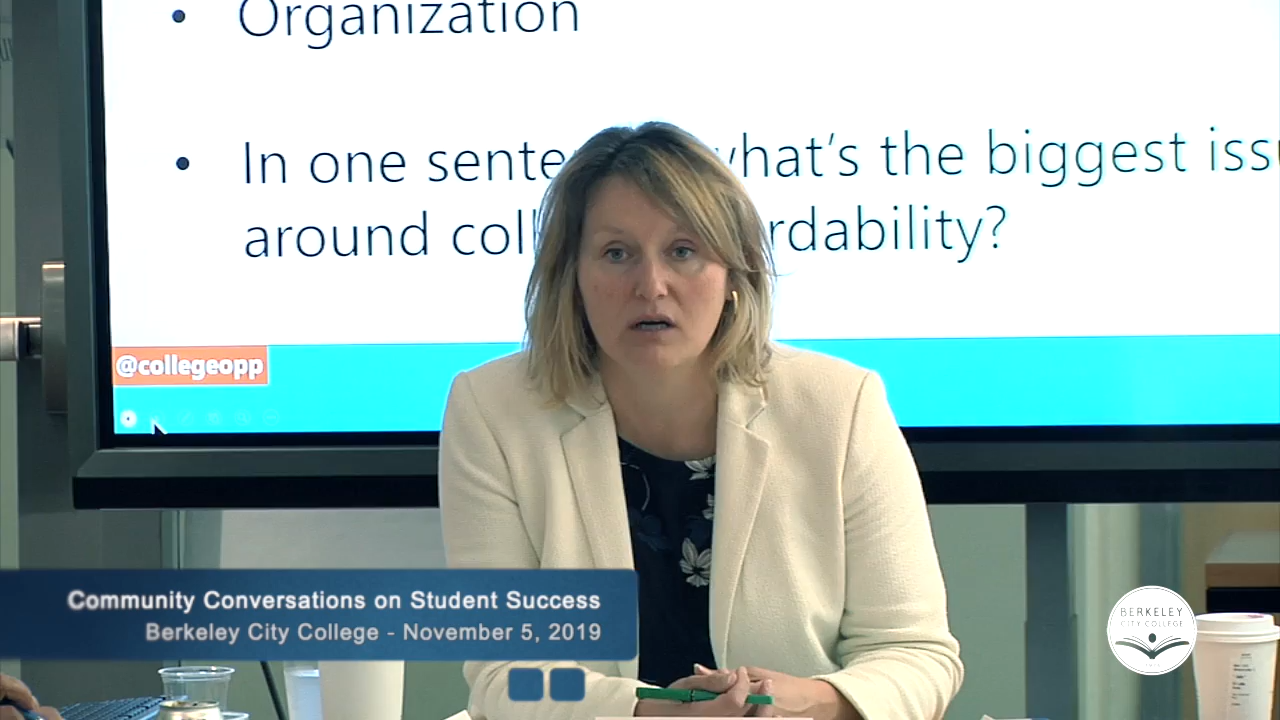 • Organization
• In one sente what's the biggest iss
around coll rdability?
@collegeopp
Community Conversations on Student Success
Berkeley City College - November 5, 2019
BERKELEY
CITY COLLEGE